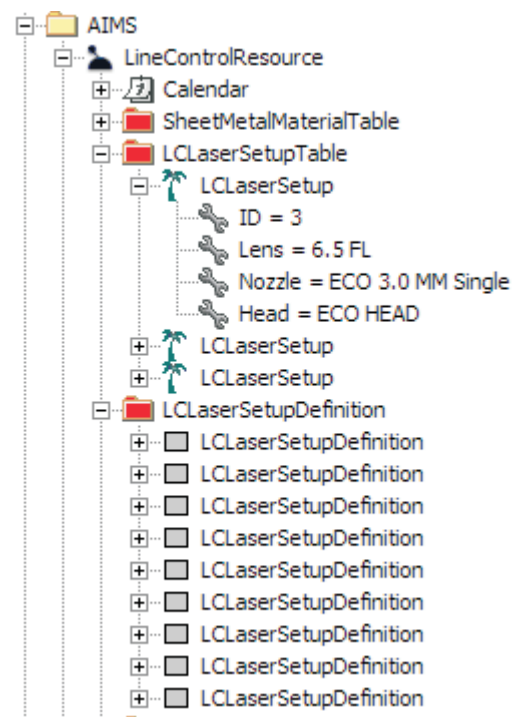 AIMS
LineControlResource
Calendar
SheetMetalMaterialTable
LCLaserSetupTable
LCLaserSetup
ID = 3
Lens = 6.5 FL
Nozzle = ECO 3.0 MM Single
Head = ECO HEAD
LCLaserSetup
LCLaserSetup
LCLaserSetupDefinition
LCLaserSetupDefinition
LCLaserSetupDefinition
LCLaserSetupDefinition
LCLaserSetupDefinition
LCLaserSetupDefinition
LCLaserSetupDefinition
LCLaserSetupDefinition
LCLaserSetupDefinition
LCLaserSetupDefinition